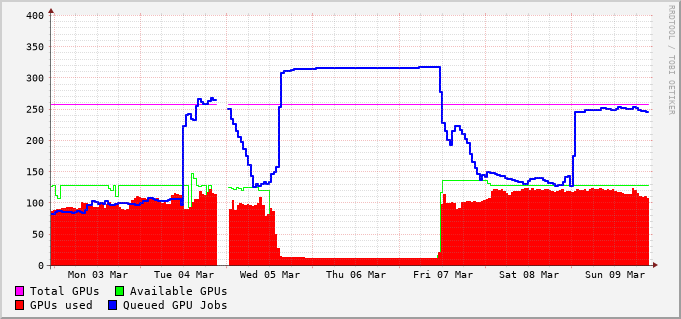 400
350
300
250
200
150
100
50
0
Mon 03 Mar Tue 04 Mar Wed 05 Mar Thu 06 Mar Fri 07 Mar Sat 08 Mar Sun 09 Mar
Total GPUs Available GPUs
GPUs used Queued GPU Jobs
RRDTOOL / TOBI OETIKER